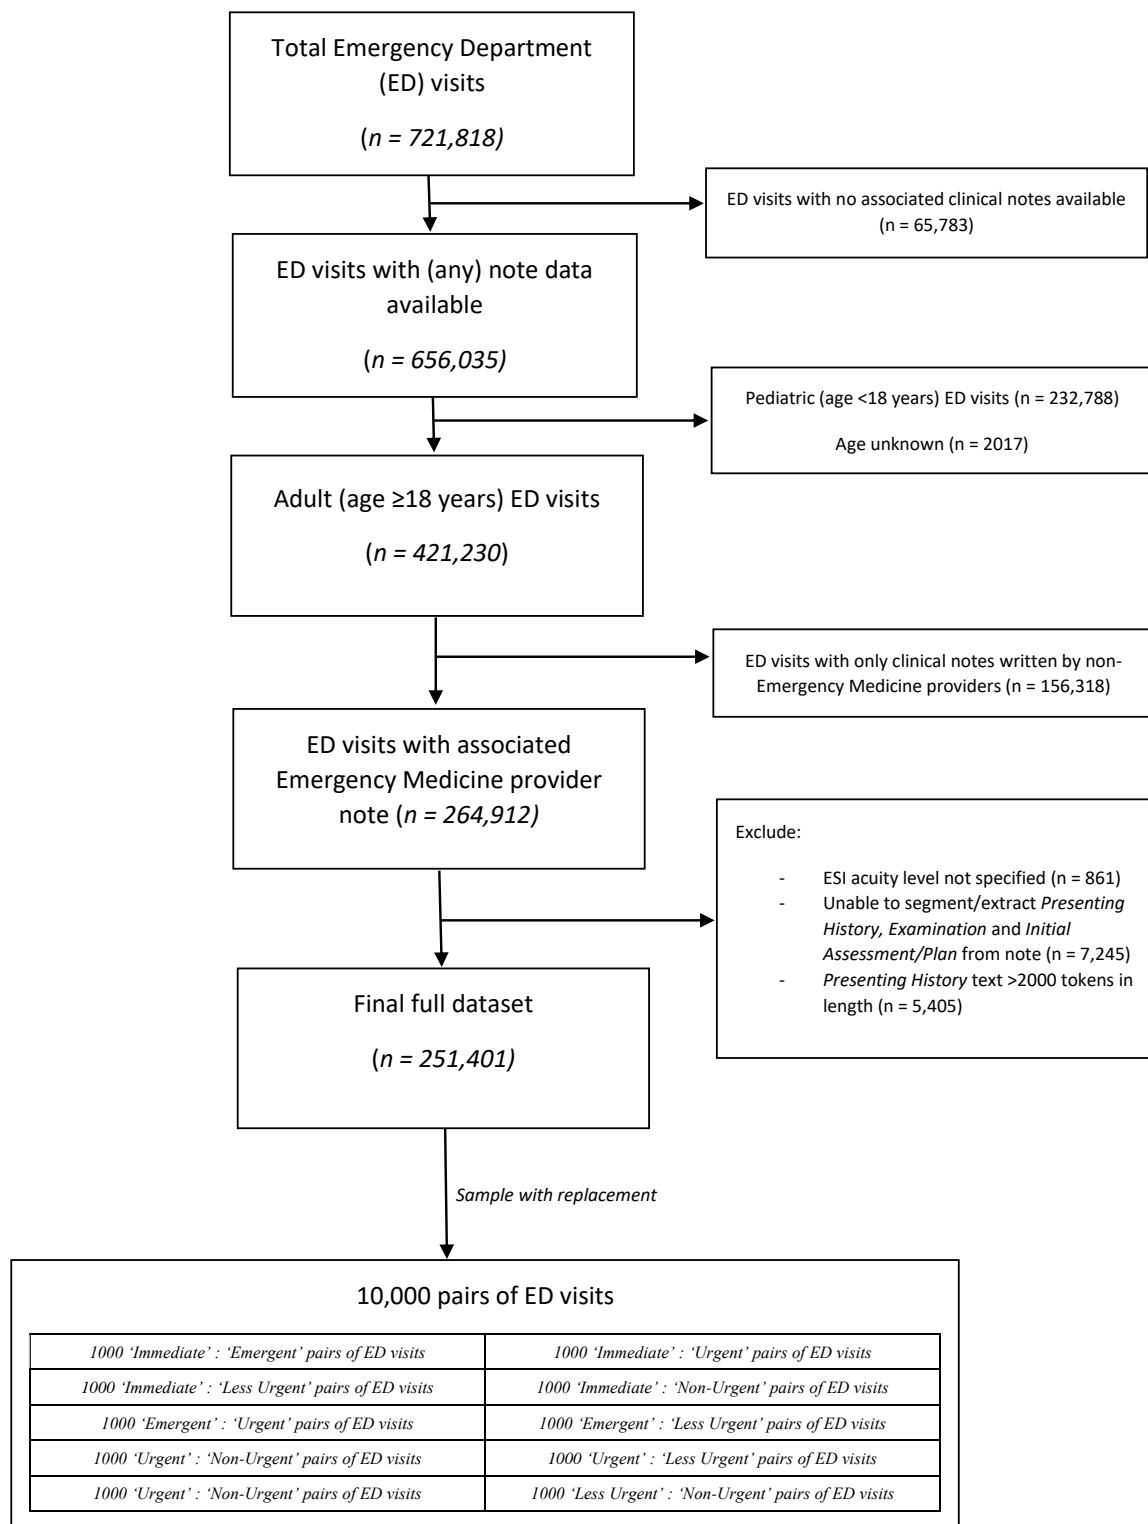 Total Emergency Department
(ED) visits
(n = 721,818)
ED visits with no associated clinical notes available
(n = 65,783)
ED visits with (any) note data
available
(n = 656,035)
Pediatric (age <18 years) ED visits (n = 232,788)
Age unknown (n = 2017)
Adult (age ≥18 years) ED visits
(n = 421,230)
ED visits with only clinical notes written by non-
Emergency Medicine providers (n = 156,318)
ED visits with associated
Emergency Medicine provider
note (n = 264,912)
Exclude:
- ESI acuity level not specified (n = 861)
- Unable to segment/extract Presenting
History, Examination and Initial
Assessment/Plan from note (n = 7,245)
- Presenting History text >2000 tokens in
length (n = 5,405)
Final full dataset
(n = 251,401)
Sample with replacement
10,000 pairs of ED visits
1000 ‘Immediate’ : ‘Emergent’ pairs of ED visits
1000 ‘Immediate’ : ‘Urgent’ pairs of ED visits
1000 ‘Immediate’ : ‘Less Urgent’ pairs of ED visits
1000 ‘Immediate’ : ‘Non-Urgent’ pairs of ED visits
1000 ‘Emergent’ : ‘Urgent’ pairs of ED visits
1000 ‘Emergent’ : ‘Less Urgent’ pairs of ED visits
1000 ‘Urgent’ : ‘Non-Urgent’ pairs of ED visits
1000 ‘Urgent’ : ‘Less Urgent’ pairs of ED visits
1000 ‘Urgent’ : ‘Non-Urgent’ pairs of ED visits
1000 ‘Less Urgent’ : ‘Non-Urgent’ pairs of ED visits